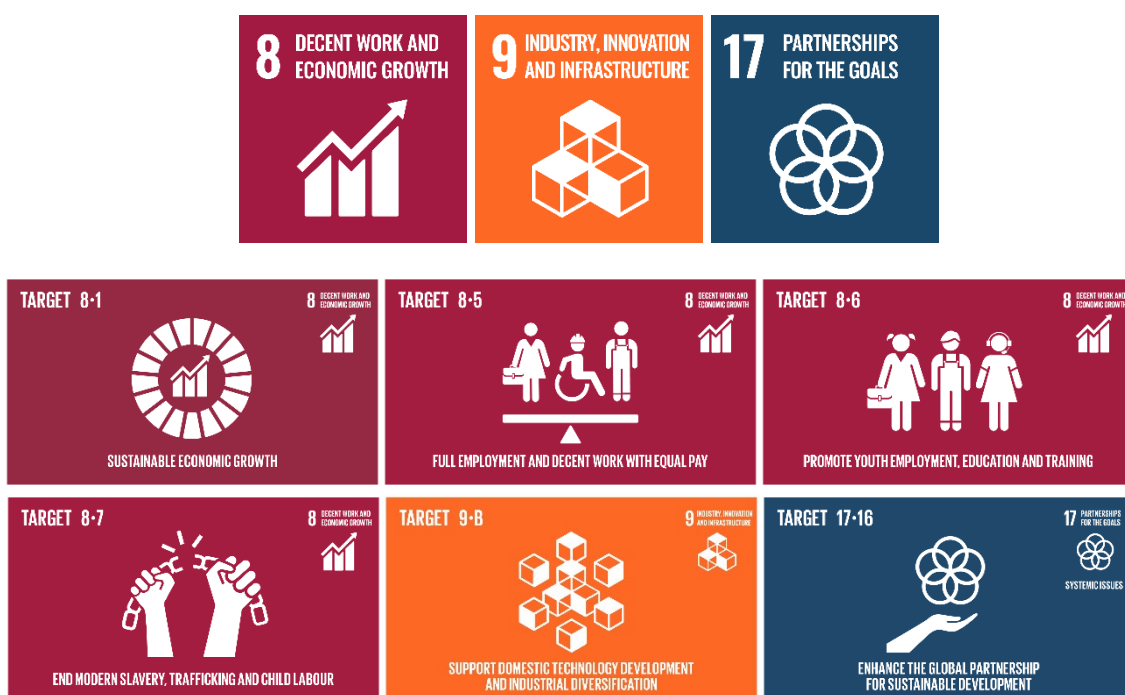 8 DECENT WORK AND
ECONOMIC GROWTH
9 INDUSTRY, INNOVATION
AND INFRASTRUCTURE
17 PARTNERSHIPS
FOR THE GOALS
TARGET 8·1
8 DECENT WORK AND
ECONOMIC GROWTH
SUSTAINABLE ECONOMIC GROWTH
TARGET 8·5
8 DECENT WORK AND
ECONOMIC GROWTH
FULL EMPLOYMENT AND DECENT WORK WITH EQUAL PAY
TARGET 8·6
8 DECENT WORK AND
ECONOMIC GROWTH
PROMOTE YOUTH EMPLOYMENT, EDUCATION AND TRAINING
TARGET 8·7
8 DECENT WORK AND
ECONOMIC GROWTH
END MODERN SLAVERY, TRAFFICKING AND CHILD LABOUR
TARGET 9·B
9 INDUSTRY, INNOVATION
AND INFRASTRUCTURE
SUPPORT DOMESTIC TECHNOLOGY DEVELOPMENT
AND INDUSTRIAL DIVERSIFICATION
TARGET 17·16
17 PARTNERSHIPS
FOR THE GOALS
SYSTEMIC ISSUES
ENHANCE THE GLOBAL PARTNERSHIP
FOR SUSTAINABLE DEVELOPMENT